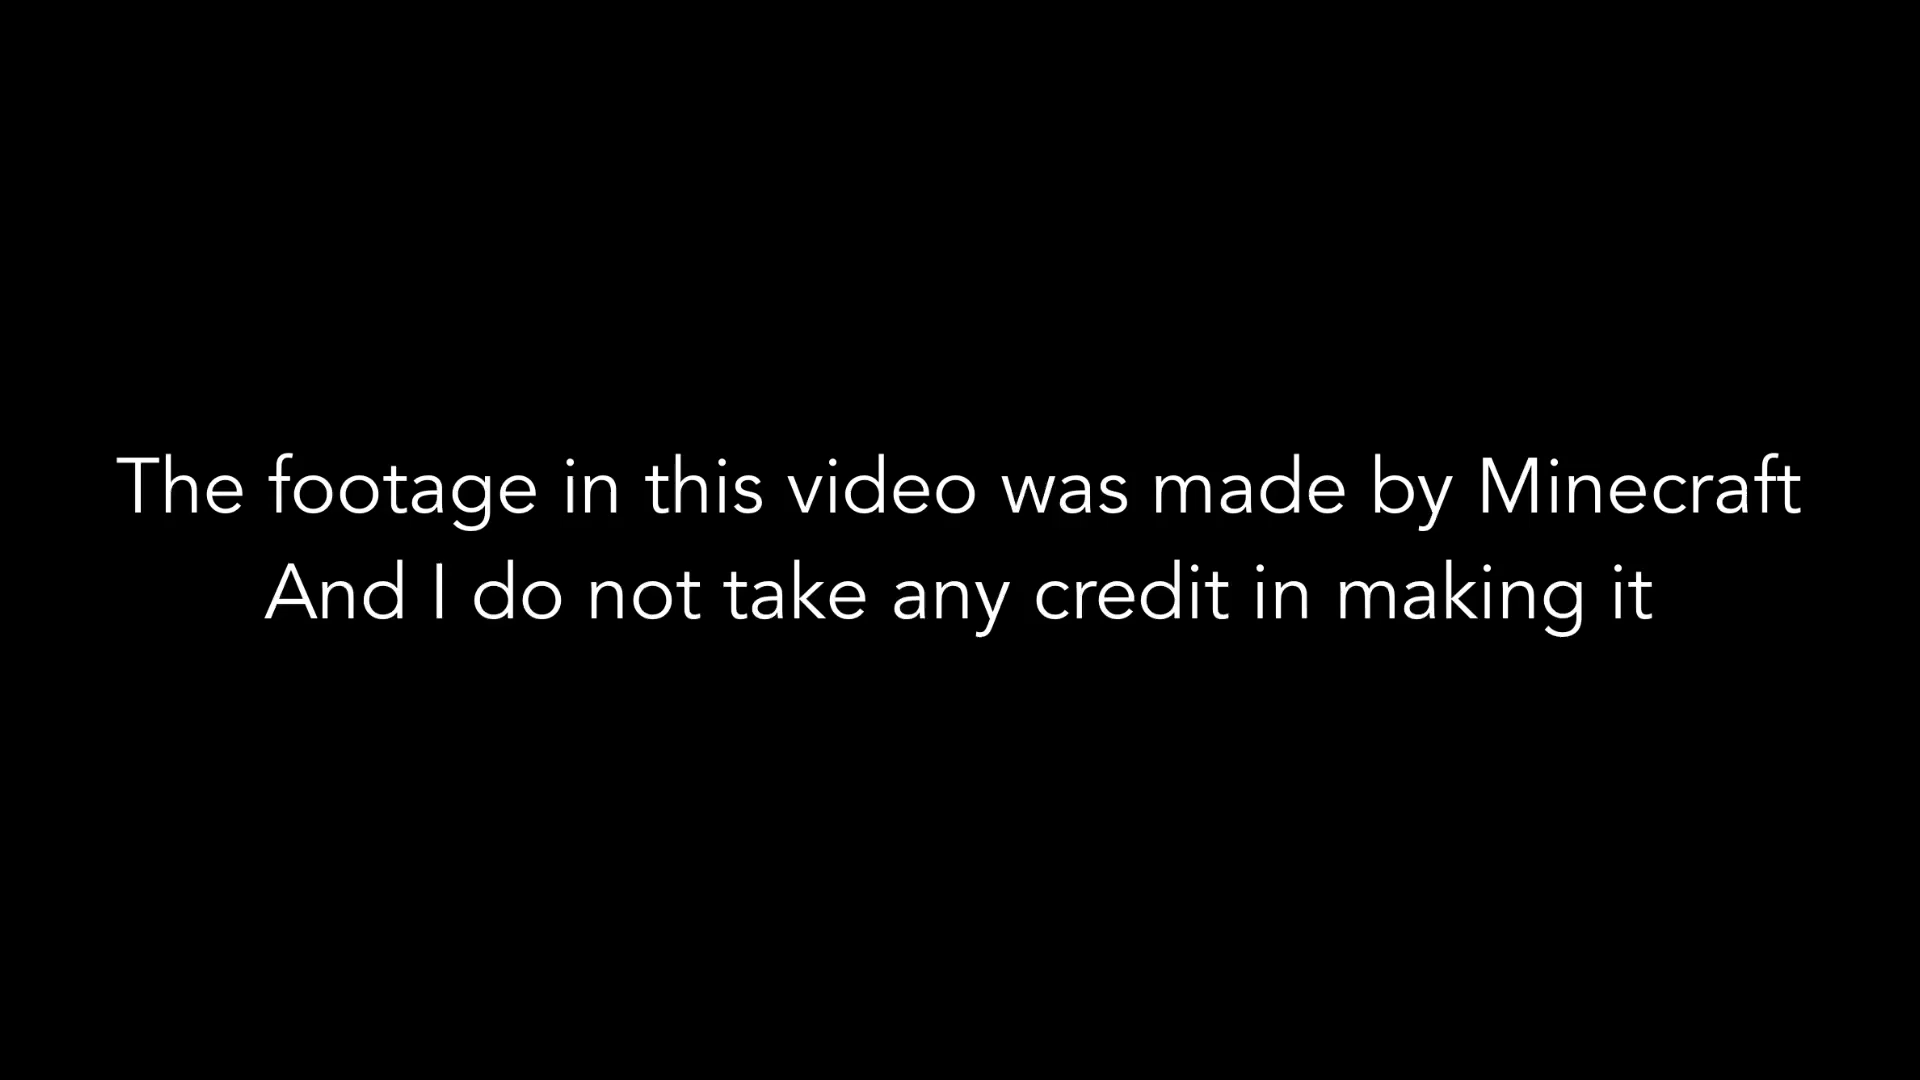 The footage in this video was made by Minecraft
And I do not take any credit in making it